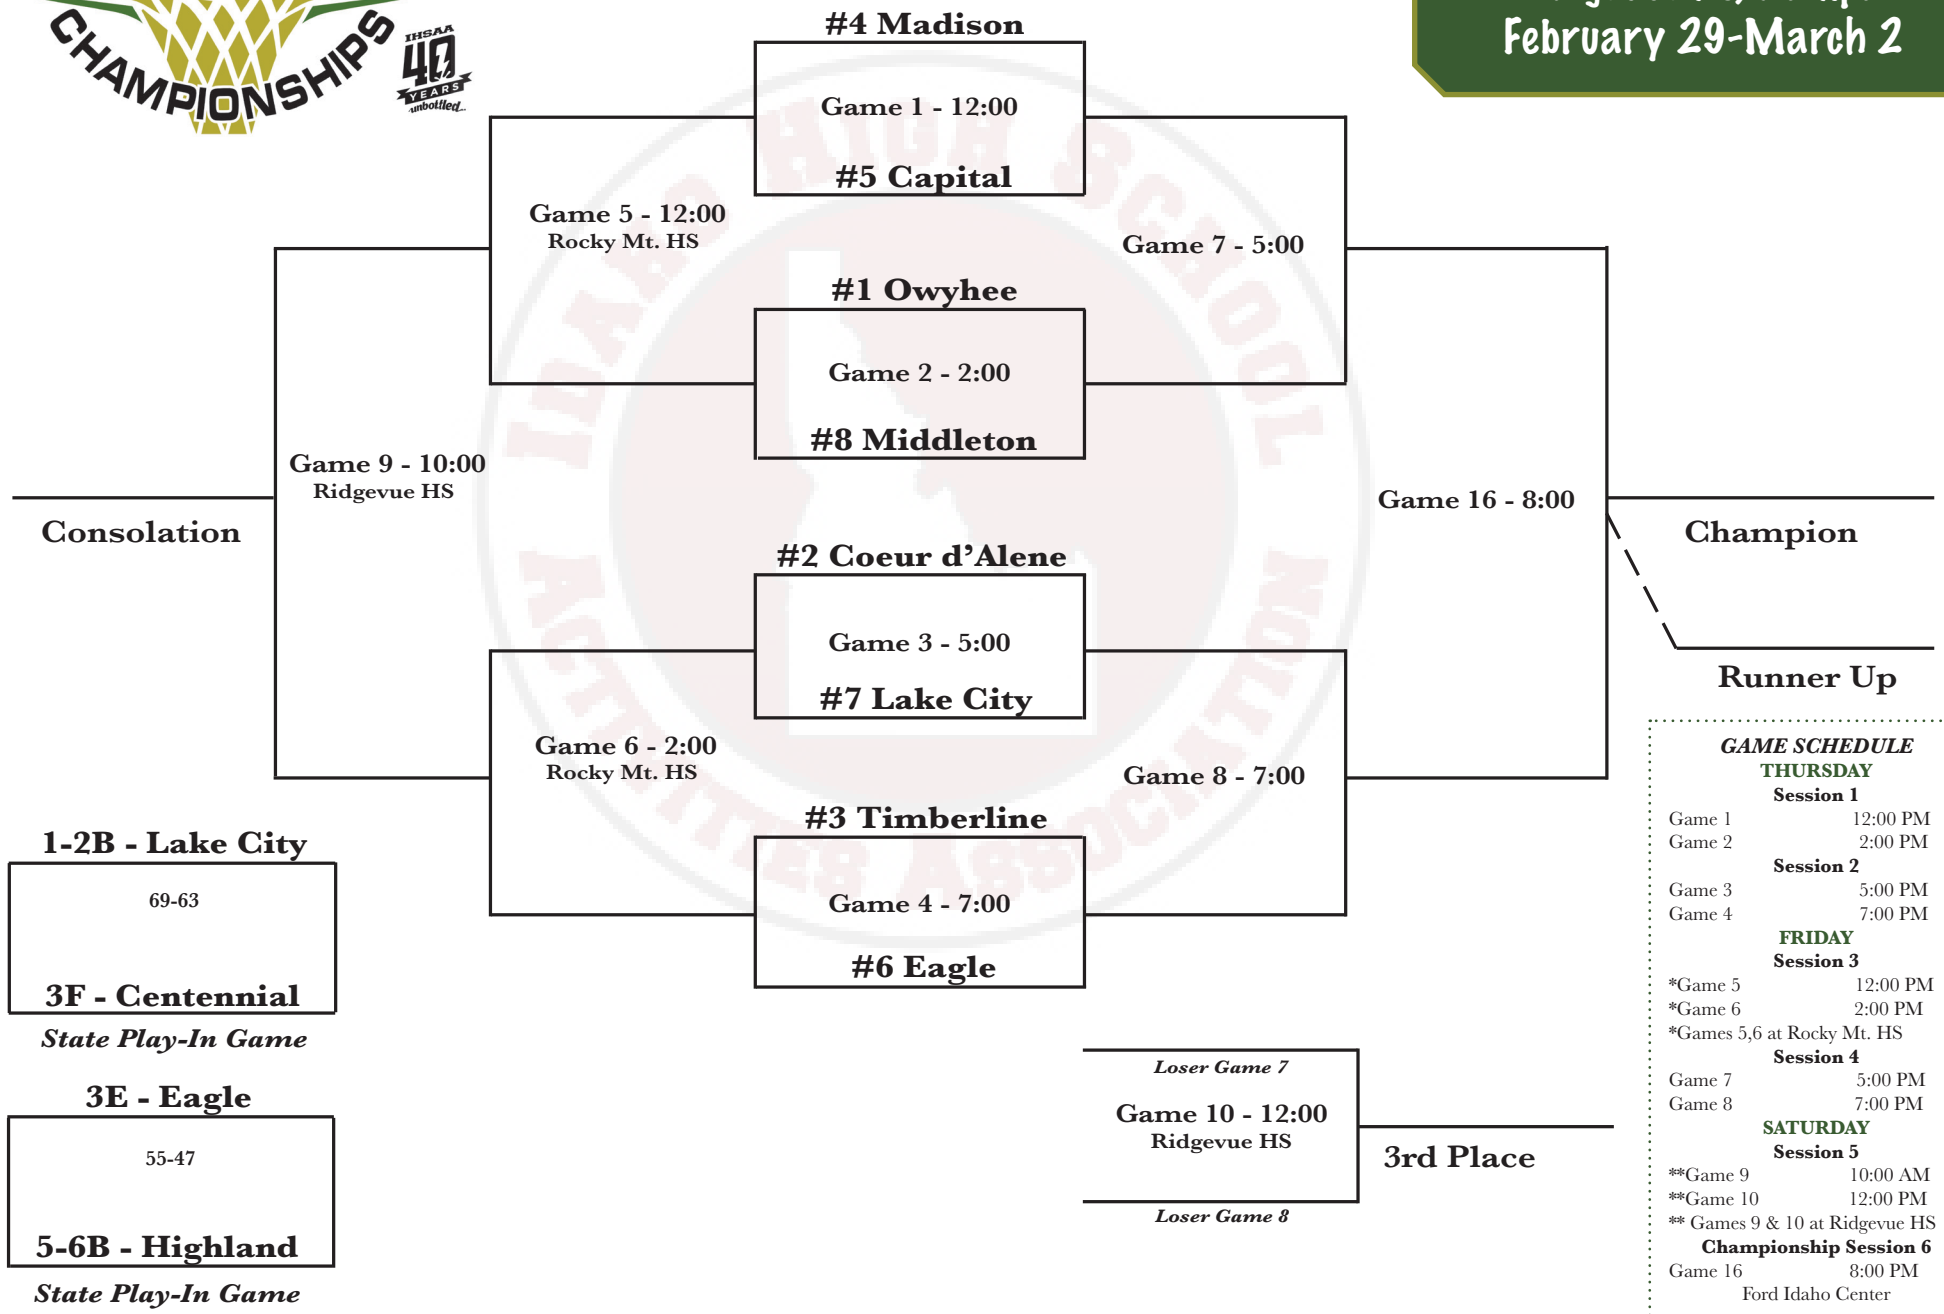 CHAMPIONSHIPS
IHSAA
40
YEARS
unbottled...
February 29-March 2
#4 Madison
Game 1 - 12:00
#5 Capital
Game 5 - 12:00
Rocky Mt. HS
Game 7 - 5:00
#1 Owyhee
Game 2 - 2:00
#8 Middleton
Game 9 - 10:00
Ridgevue HS
Consolation
Game 16 - 8:00
Champion
#2 Coeur d’Alene
Game 3 - 5:00
#7 Lake City
Runner Up
Game 6 - 2:00
Rocky Mt. HS
Game 8 - 7:00
#3 Timberline
Game 4 - 7:00
#6 Eagle
IDAHO HIGH SCHOOL
ACTIVITIES ASSOCIATION
1-2B - Lake City
69-63
3F - Centennial
State Play-In Game
3E - Eagle
55-47
5-6B - Highland
State Play-In Game
Loser Game 7
Game 10 - 12:00
Ridgevue HS
3rd Place
Loser Game 8
GAME SCHEDULE
THURSDAY
Session 1
Game 1 12:00 PM
Game 2 2:00 PM
Session 2
Game 3 5:00 PM
Game 4 7:00 PM
FRIDAY
Session 3
*Game 5 12:00 PM
*Game 6 2:00 PM
*Games 5,6 at Rocky Mt. HS
Session 4
Game 7 5:00 PM
Game 8 7:00 PM
SATURDAY
Session 5
**Game 9 10:00 AM
**Game 10 12:00 PM
** Games 9 & 10 at Ridgevue HS
Championship Session 6
Game 16 8:00 PM
Ford Idaho Center